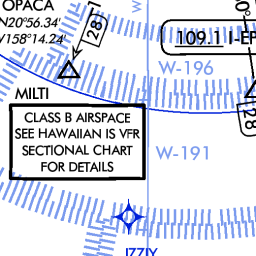 OPACA
N20°56.34'
W158°14.24'
28
109.1 I-EP
W-196
28
MILTI
CLASS B AIRSPACE
SEE HAWAIIAN IS VFR
SECTIONAL CHART
FOR DETAILS
W-191